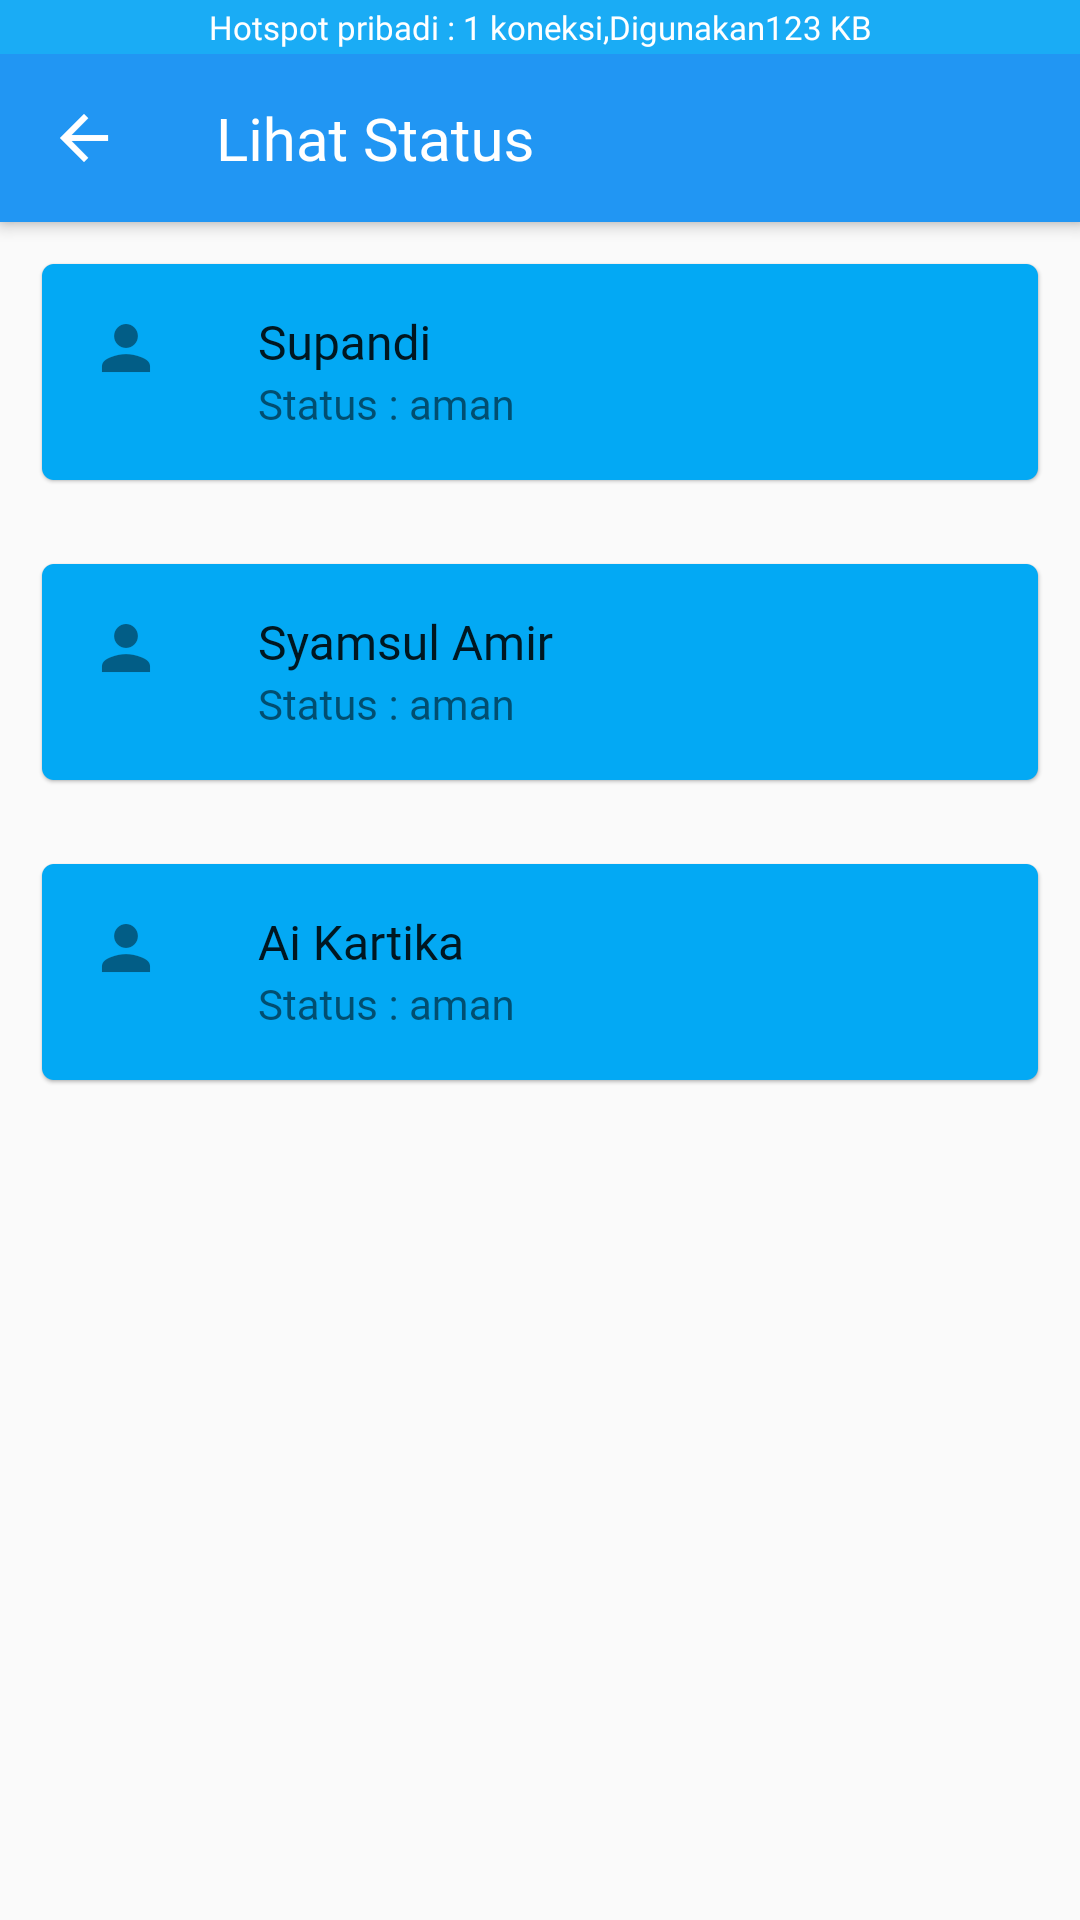 Hotspot pribadi : 1 koneksi,Digunakan123 KB
Lihat Status
Supandi
Status : aman
Syamsul Amir
Status : aman
Ai Kartika
Status : aman